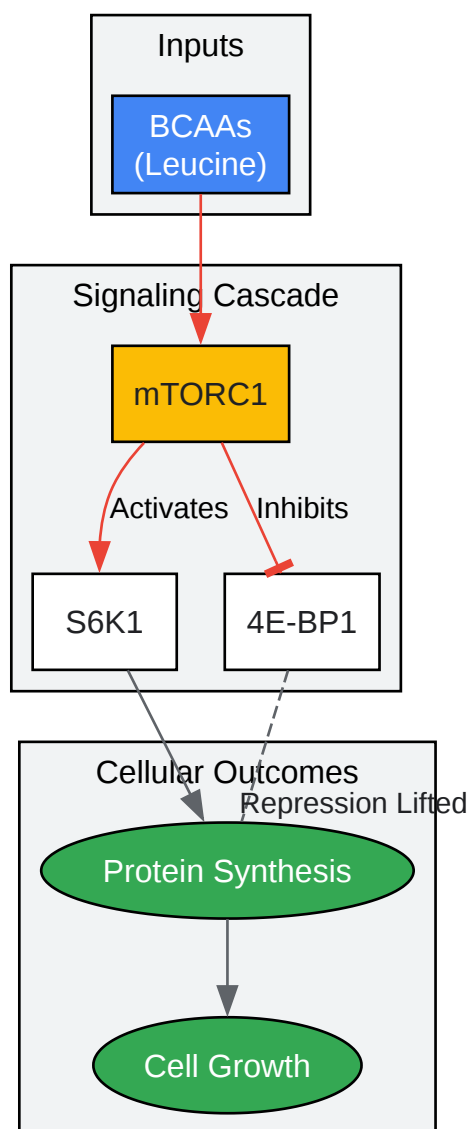 Inputs
BCAAs
(Leucine)
Signaling Cascade
mTORC1
Activates
Inhibits
S6K1
4E-BP1
Cellular Outcomes
Repression Lifted
Protein Synthesis
Cell Growth